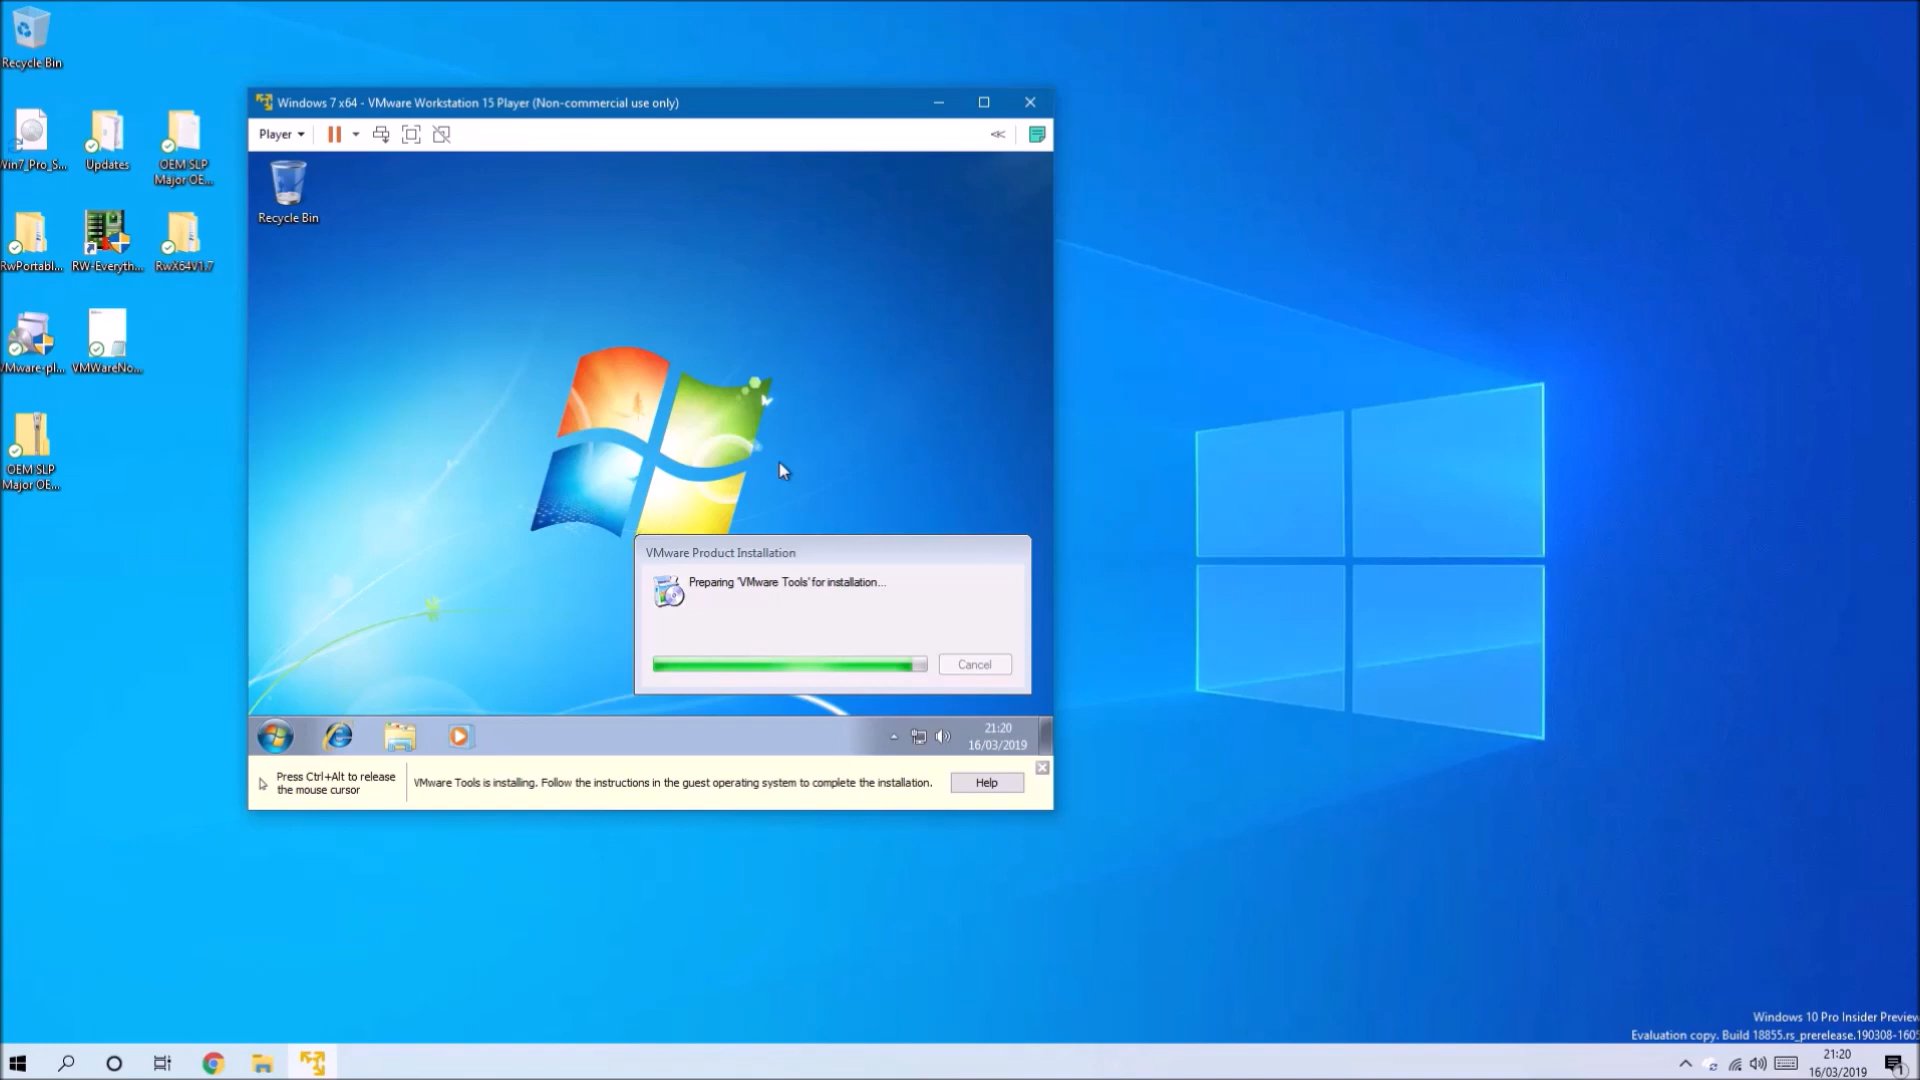 Recycle Bin
Win7_Pro_S...
Updates
OEM SLP
Major OE...
RwPortabl...
RW-Everyth...
RwX64V1.7
VMware-pl...
VMWareNo...
OEM SLP
Major OE...
Windows 7 x64 - VMware Workstation 15 Player (Non-commercial use only)
Player
Recycle Bin
VMware Product Installation
Preparing 'VMware Tools' for installation...
Cancel
21:20
16/03/2019
Press Ctrl+Alt to release
the mouse cursor
VMware Tools is installing. Follow the instructions in the guest operating system to complete the installation.
Help
Windows 10 Pro Insider Preview
Evaluation copy. Build 18855.rs_prerelease.190308-1605
21:20
16/03/2019
1